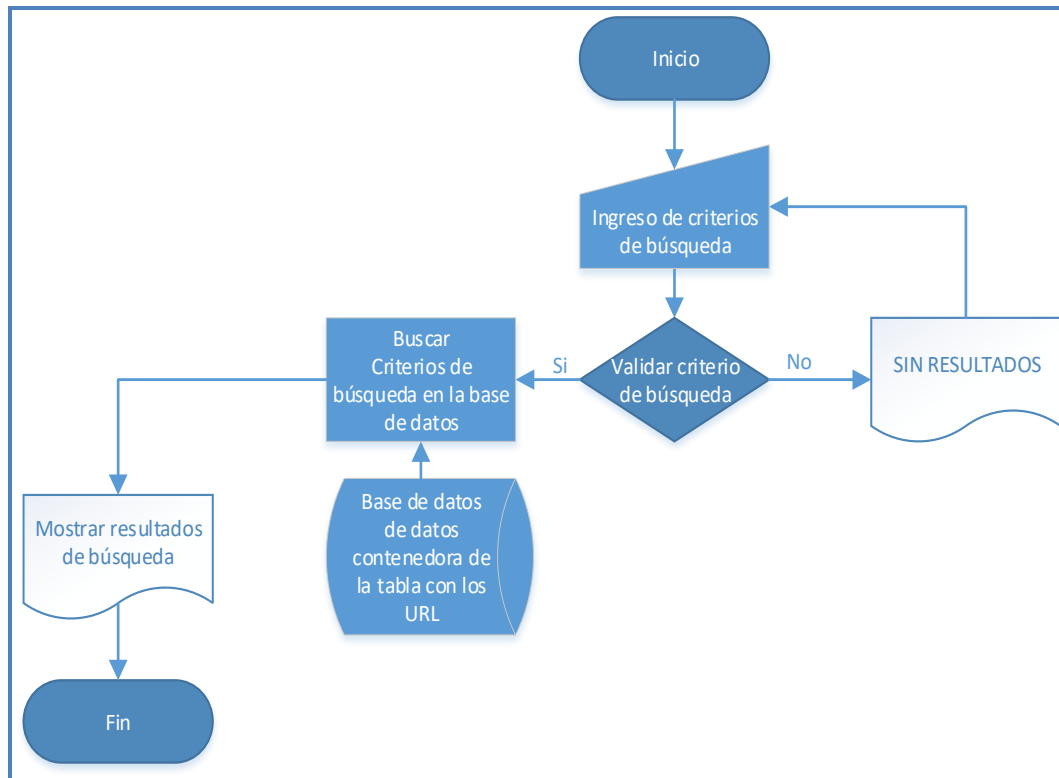 Inicio
Ingreso de criterios
de búsqueda
Validar criterio
de búsqueda
Si
No
SIN RESULTADOS
Buscar
Criterios de
búsqueda en la base
de datos
Base de datos
de datos
contenedora de
la tabla con los
URL
Mostrar resultados
de búsqueda
Fin